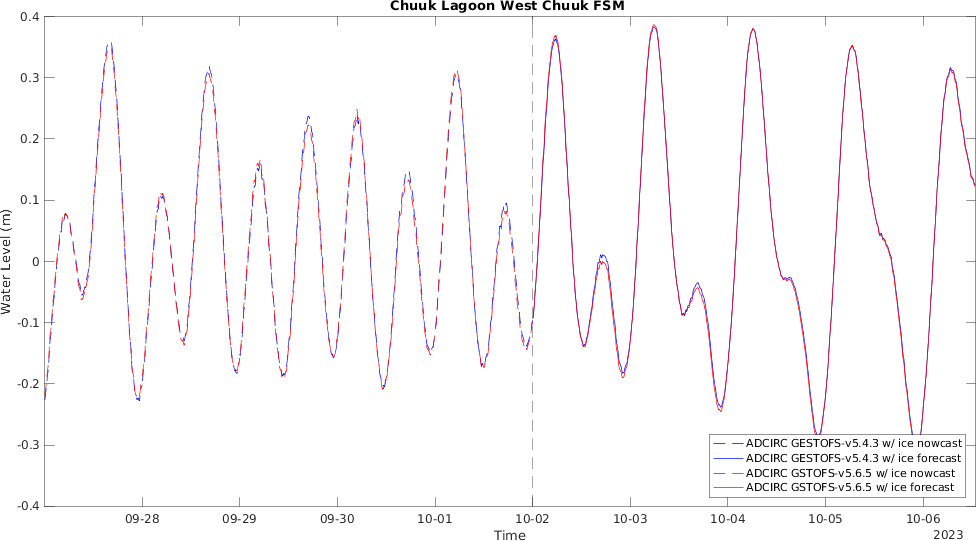 Chuuk Lagoon West Chuuk FSM
0.4
0.3
0.2
0.1
0
-0.1
-0.2
-0.3
-0.4
Water Level (m)
ADCIRC GESTOFS-v5.4.3 w/ ice nowcast
ADCIRC GESTOFS-v5.4.3 w/ ice forecast
ADCIRC GSTOFS-v5.6.5 w/ ice nowcast
ADCIRC GSTOFS-v5.6.5 w/ ice forecast
09-28 09-29 09-30 10-01 10-02 10-03 10-04 10-05 10-06
Time
2023